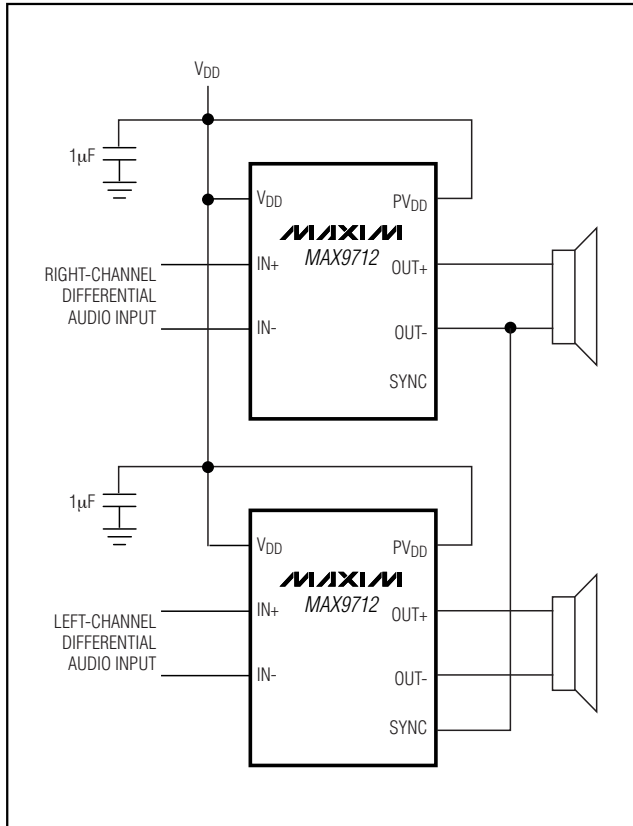 VDD
1µF
VDD
PVDD
MAXIM
MAX9712
IN+
OUT+
RIGHT-CHANNEL
DIFFERENTIAL
AUDIO INPUT
IN-
OUT-
SYNC
1µF
VDD
PVDD
MAXIM
MAX9712
IN+
OUT+
LEFT-CHANNEL
DIFFERENTIAL
AUDIO INPUT
IN-
OUT-
SYNC